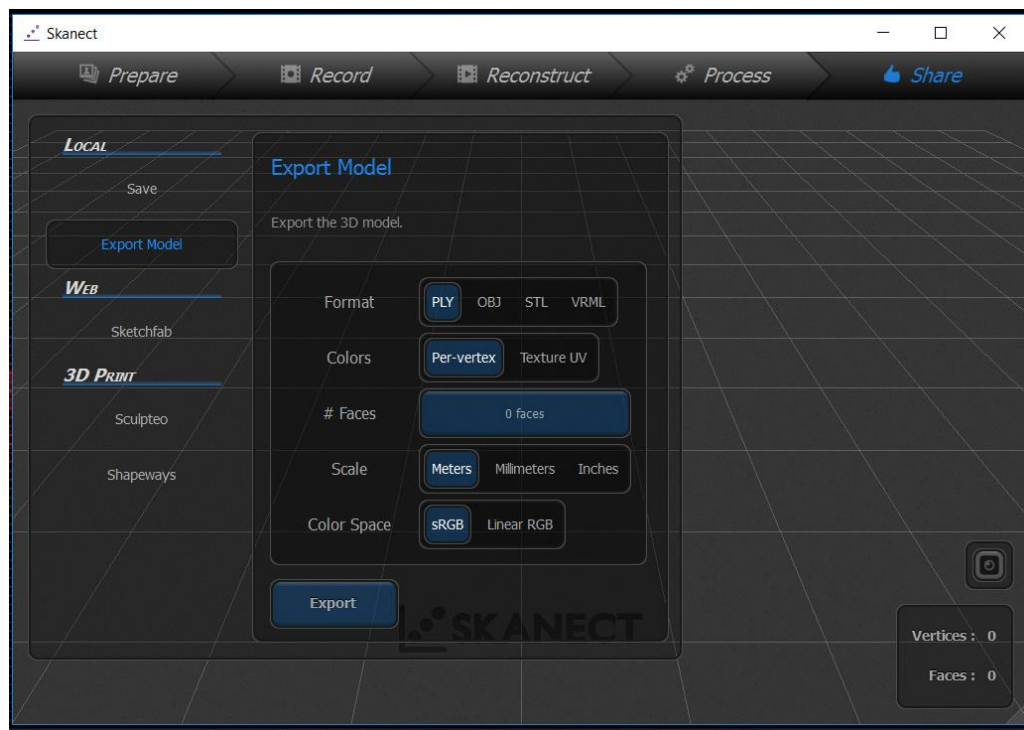 Skanect
Prepare Record Reconstruct Process Share
LOCAL
Save
Export Model
WEB
Sketchfab
3D PRINT
Sculpteo
Shapeways
Export Model
Export the 3D model.
Format PLY OBJ STL VRML
Colors Per-vertex Texture UV
# Faces 0 faces
Scale Meters Millimeters Inches
Color Space sRGB Linear RGB
Export
SKANECT
Vertices : 0
Faces : 0